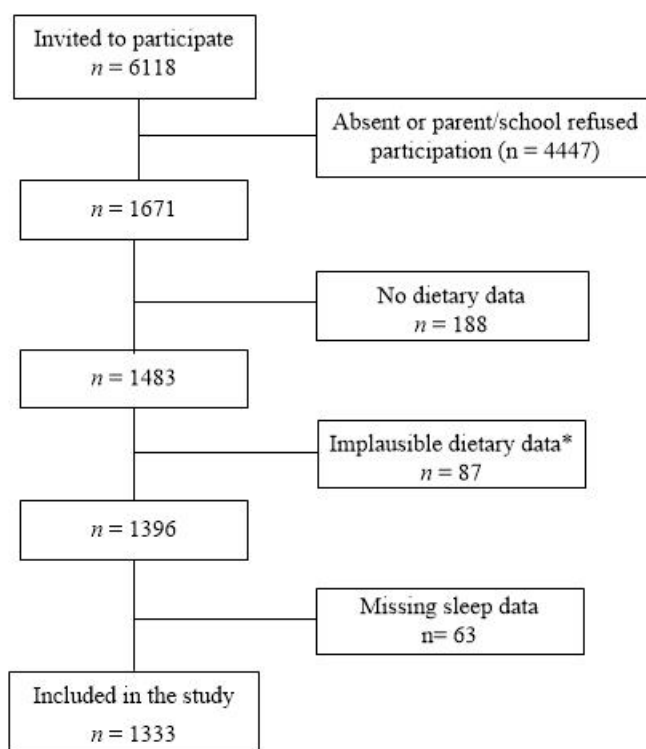 Invited to participate
n = 6118
Absent or parent/school refused
participation (n = 4447)
n = 1671
No dietary data
n = 188
n = 1483
Implausible dietary data*
n = 87
n = 1396
Missing sleep data
n= 63
Included in the study
n = 1333